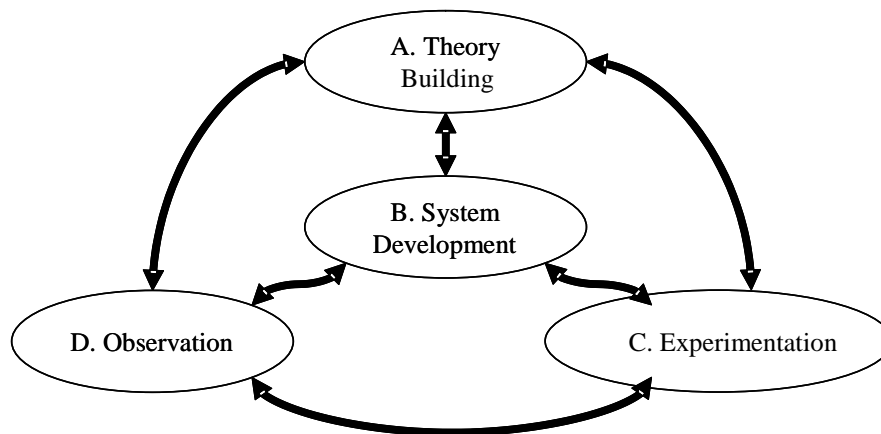 A. Theory
Building
B. System
Development
D. Observation
C. Experimentation